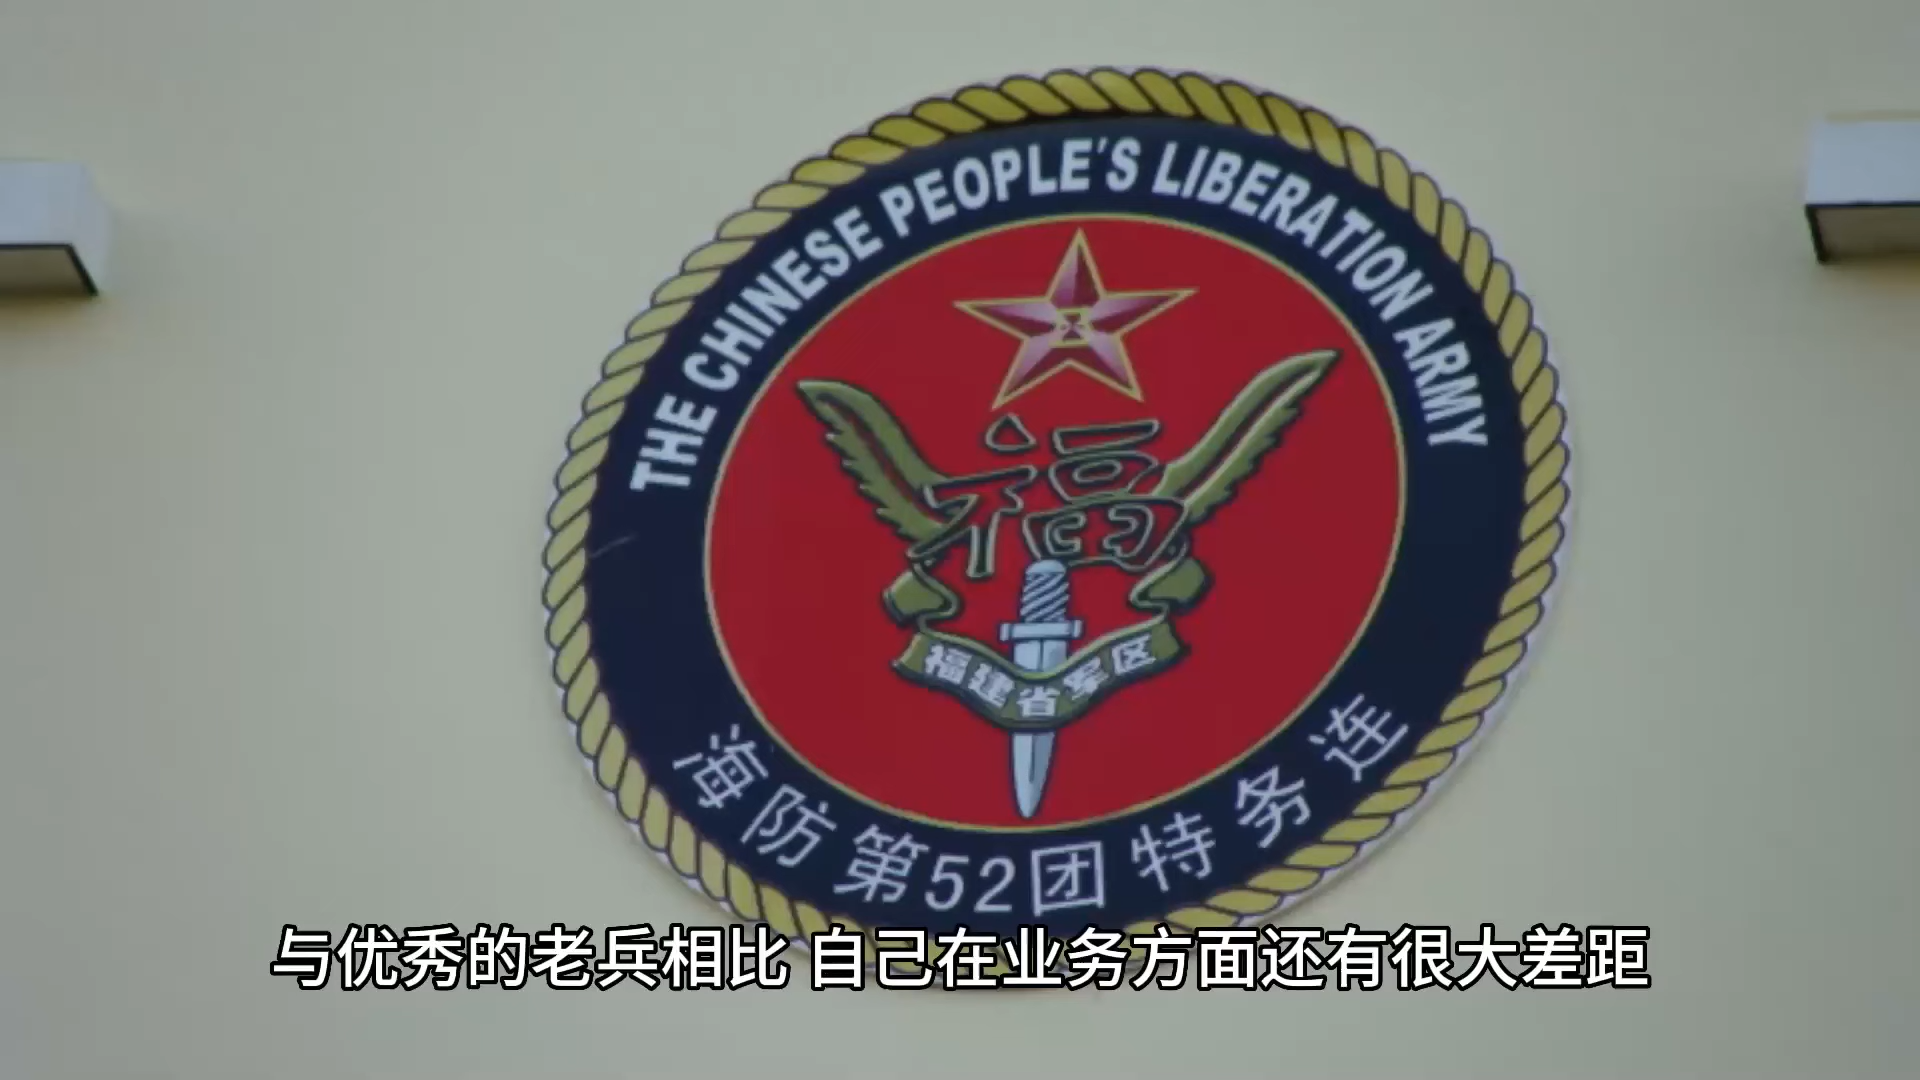 THE CHINESE PEOPLE'S LIBERATION ARMY
福
福建省军区
海防第52团特务连
与优秀的老兵相比 自己在业务方面还有很大差距